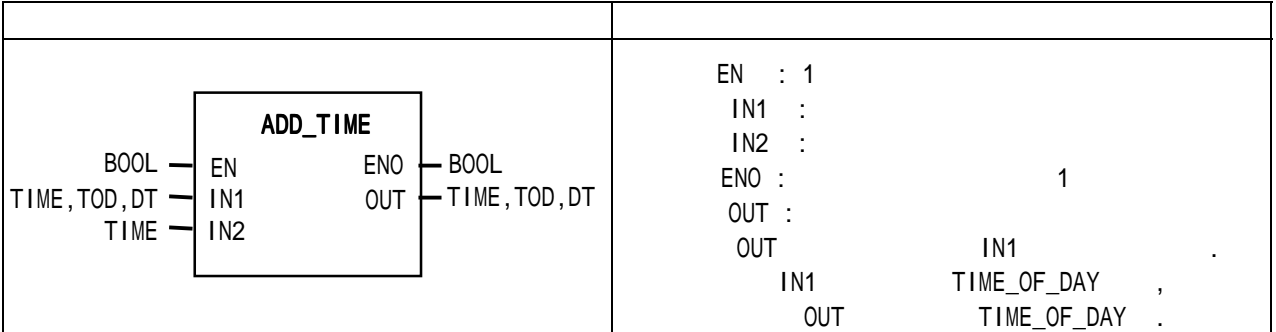 ADD_TIME
BOOL EN ENO BOOL
TIME,TOD,DT IN1 OUT TIME,TOD,DT
TIME IN2
EN : 1
IN1 :
IN2 :
ENO : 1
OUT :
OUT IN1 .
IN1 TIME_OF_DAY ,
OUT TIME_OF_DAY .